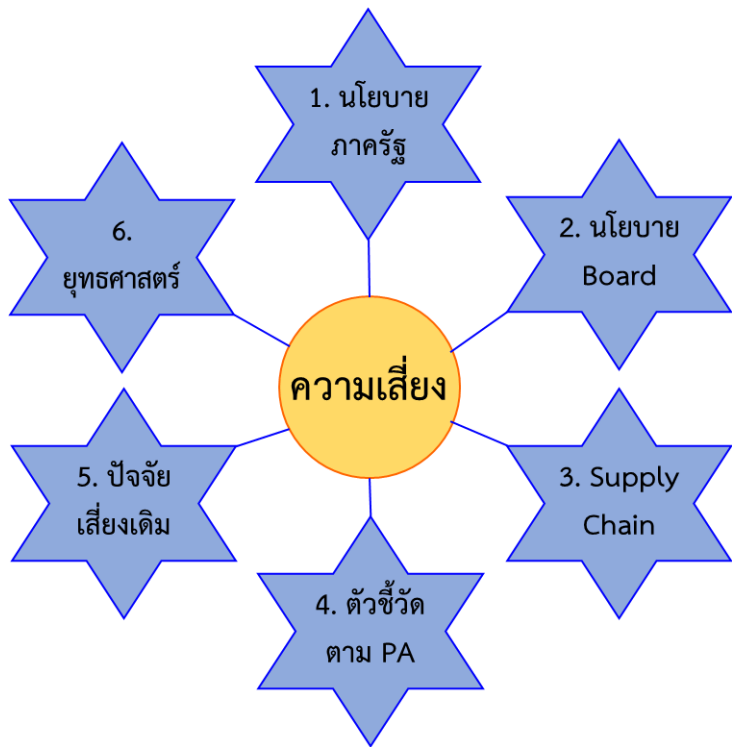 1. นโยบาย
ภาครัฐ
2. นโยบาย
Board
3. Supply
Chain
4. ตัวชี้วัด
ตาม PA
5. ปัจจัย
เสี่ยงเดิม
6.
ยุทธศาสตร์
ความเสี่ยง